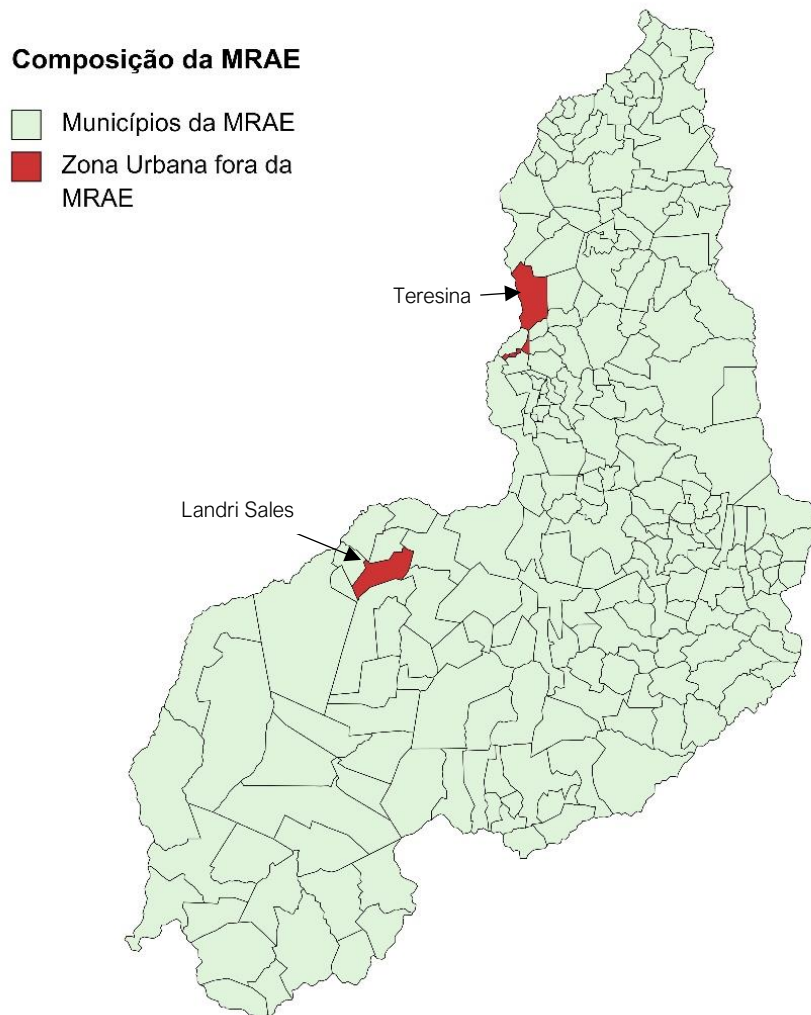 Composição da MRAE
Municípios da MRAE
Zona Urbana fora da
MRAE
Teresina
Landri Sales